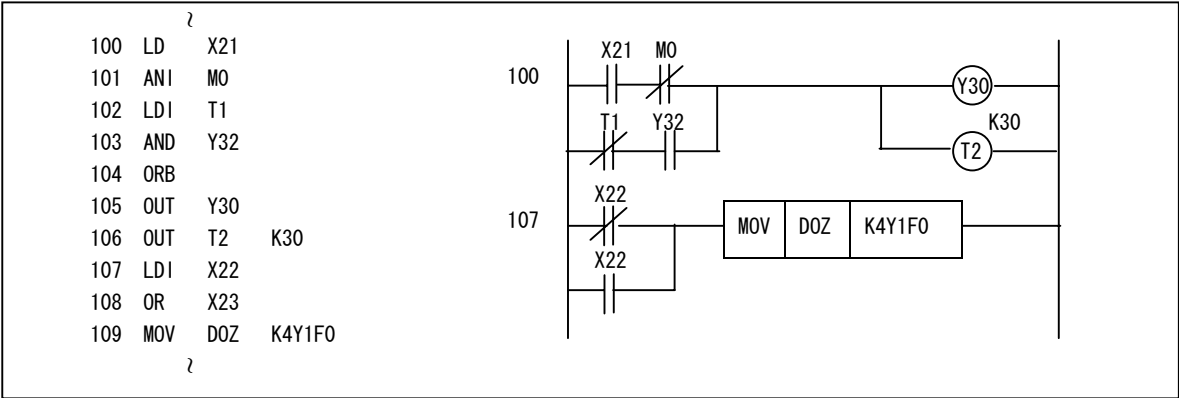 ≀
100 LD X21
101 ANI M0
102 LDI T1
103 AND Y32
104 ORB
105 OUT Y30
106 OUT T2 K30
107 LDI X22
108 OR X23
109 MOV D0Z K4Y1F0
≀
X21 M0
100
Y30
T1 Y32
K30
T2
X22
107
MOV D0Z K4Y1F0
X22